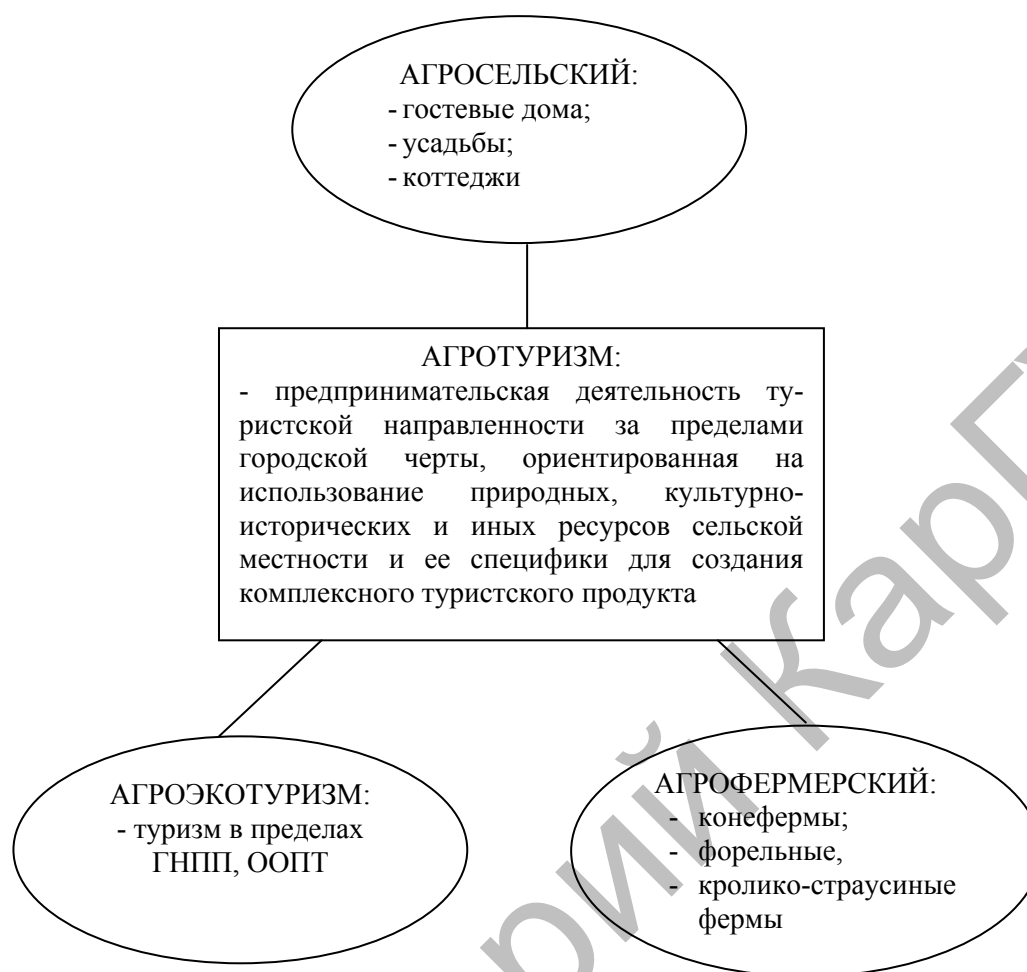 АГРОСЕЛЬСКИЙ:
- гостевые дома;
- усадьбы;
- коттеджи
АГРОТУРИЗМ:
- предпринимательская деятельность ту-
ристской направленности за пределами
городской черты, ориентированная на
использование природных, культурно-
исторических и иных ресурсов сельской
местности и ее специфики для создания
комплексного туристского продукта
АГРОЭКОТУРИЗМ:
- туризм в пределах
ГНПП, ООПТ
АГРОФЕРМЕРСКИЙ:
- конефермы;
- форельные,
- кролико-страусиные
фермы